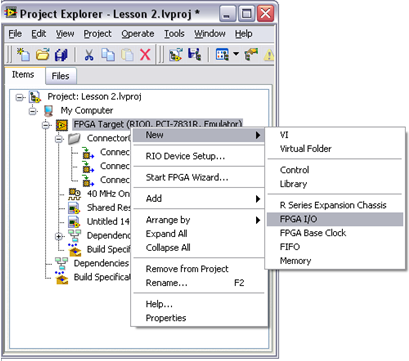 Project Explorer - Lesson 2.lvproj *
File Edit View Project Operate Tools Window Help
Items Files
Project: Lesson 2.lvproj
My Computer
FPGA Target (RIO0, PCI-7831R, Emulator)
Connector
Connec
Connec
Connec
40 MHz On
Shared Res
Untitled 14
Dependenc
Build Specif
Dependencies
Build Specificat
New
RIO Device Setup...
Start FPGA Wizard...
Add
Arrange by
Expand All
Collapse All
Remove from Project
Rename... F2
Help...
Properties
VI
Virtual Folder
Control
Library
R Series Expansion Chassis
FPGA I/O
FPGA Base Clock
FIFO
Memory